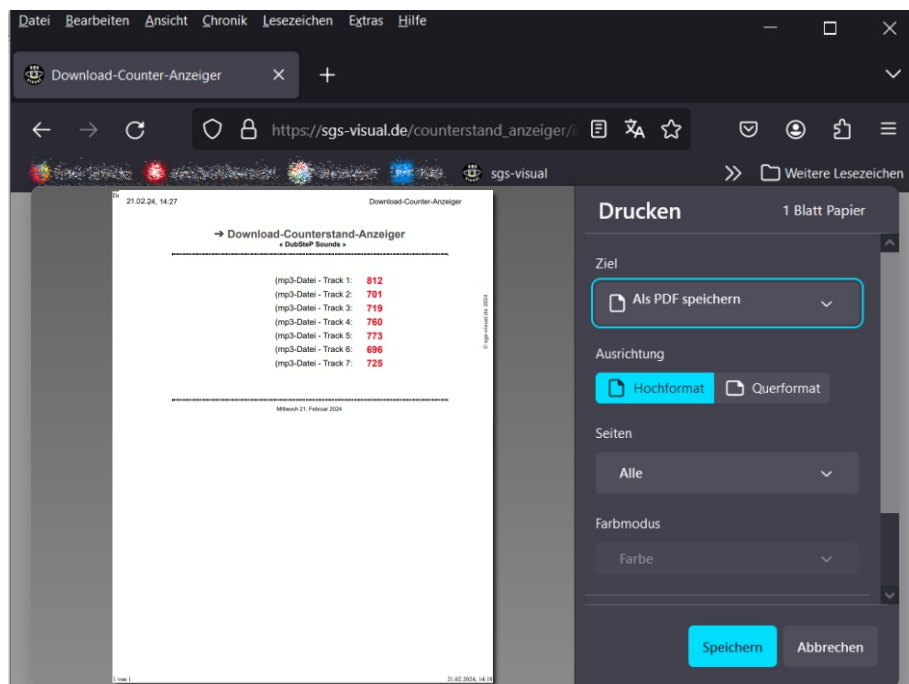 Datei Bearbeiten Ansicht Chronik Lesezeichen Extras Hilfe
Download-Counter-Anzeiger
https://sgs-visual.de/counterstand_anzeiger/i
sgs-visual
Weitere Lesezeichen
21.02.24, 14:27 Download-Counter-Anzeiger
➔ Download-Counterstand-Anzeiger
« DubSteP Sounds »
(mp3-Datei - Track 1: 812
(mp3-Datei - Track 2: 701
(mp3-Datei - Track 3: 719
(mp3-Datei - Track 4: 760
(mp3-Datei - Track 5: 773
(mp3-Datei - Track 6: 696
(mp3-Datei - Track 7: 725
© sgs-visual.de 2024
Mittwoch 21. Februar 2024
1 von 1 21.02.2024, 14:18
Drucken 1 Blatt Papier
Ziel
Als PDF speichern
Ausrichtung
Hochformat Querformat
Seiten
Alle
Farbmodus
Farbe
Speichern Abbrechen